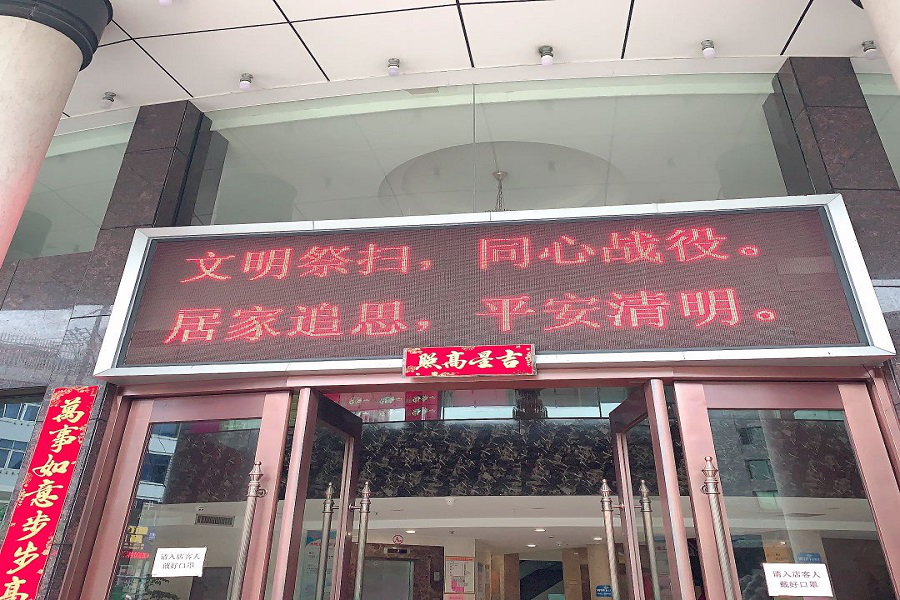 文明祭扫，同心战役。
居家追思，平安清明。
照高星吉
萬事如意步步高
请入店客人
戴好口罩
请入店客人
戴好口罩